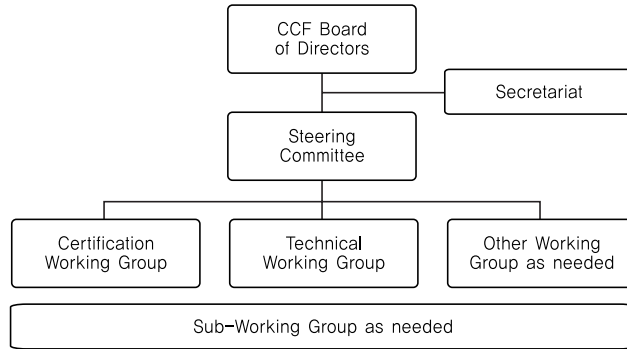 CCF Board
of Directors
Secretariat
Steering
Committee
Certification
Working Group
Technical
Working Group
Other Working
Group as needed
Sub-Working Group as needed